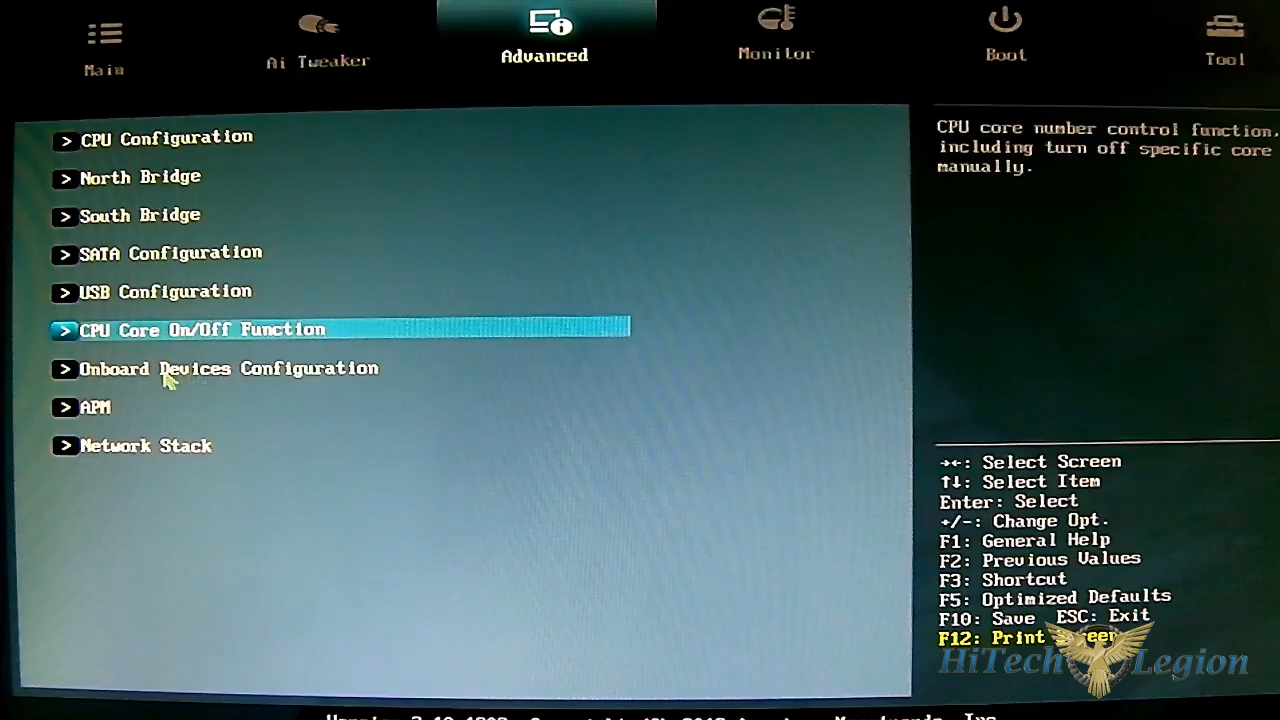 Main
Ai Tweaker
Advanced
Monitor
Boot
Tool
> CPU Configuration
> North Bridge
> South Bridge
> SATA Configuration
> USB Configuration
> CPU Core On/Off Function
> Onboard Devices Configuration
> APM
> Network Stack
CPU core number control function,
including turn off specific core
manually.
→←: Select Screen
↑↓: Select Item
Enter: Select
+/-: Change Opt.
F1: General Help
F2: Previous Values
F3: Shortcut
F5: Optimized Defaults
F10: Save ESC: Exit
F12: Print Screen
HiTech Legion